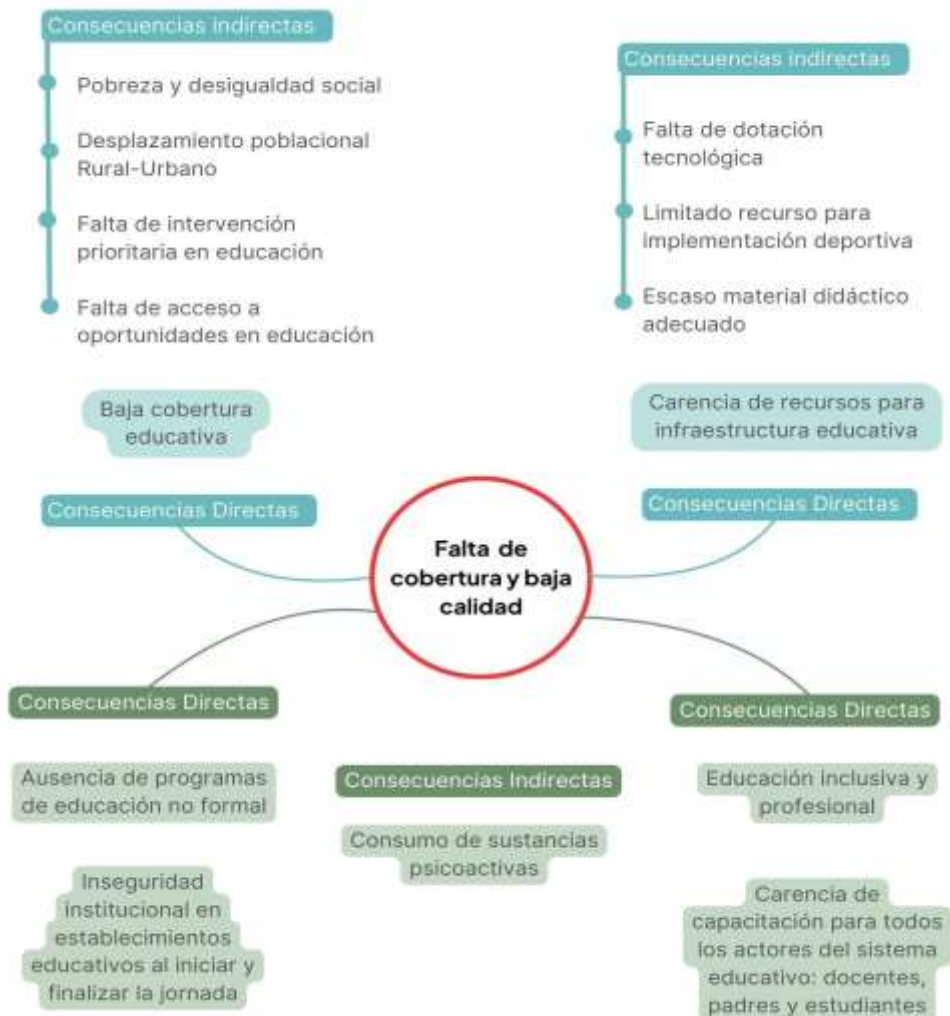 Consecuencias indirectas
Pobreza y desigualdad social
Desplazamiento poblacional
Rural-Urbano
Falta de intervención
prioritaria en educación
Falta de acceso a
oportunidades en educación
Baja cobertura
educativa
Consecuencias Directas
Consecuencias indirectas
Falta de dotación
tecnológica
Limitado recurso para
implementación deportiva
Escaso material didáctico
adecuado
Carencia de recursos para
infraestructura educativa
Consecuencias Directas
Falta de
cobertura y baja
calidad
Consecuencias Directas
Ausencia de programas
de educación no formal
Inseguridad
institucional en
establecimientos
educativos al iniciar y
finalizar la jornada
Consecuencias Indirectas
Consumo de sustancias
psicoactivas
Consecuencias Directas
Educación inclusiva y
profesional
Carencia de
capacitación para todos
los actores del sistema
educativo: docentes,
padres y estudiantes